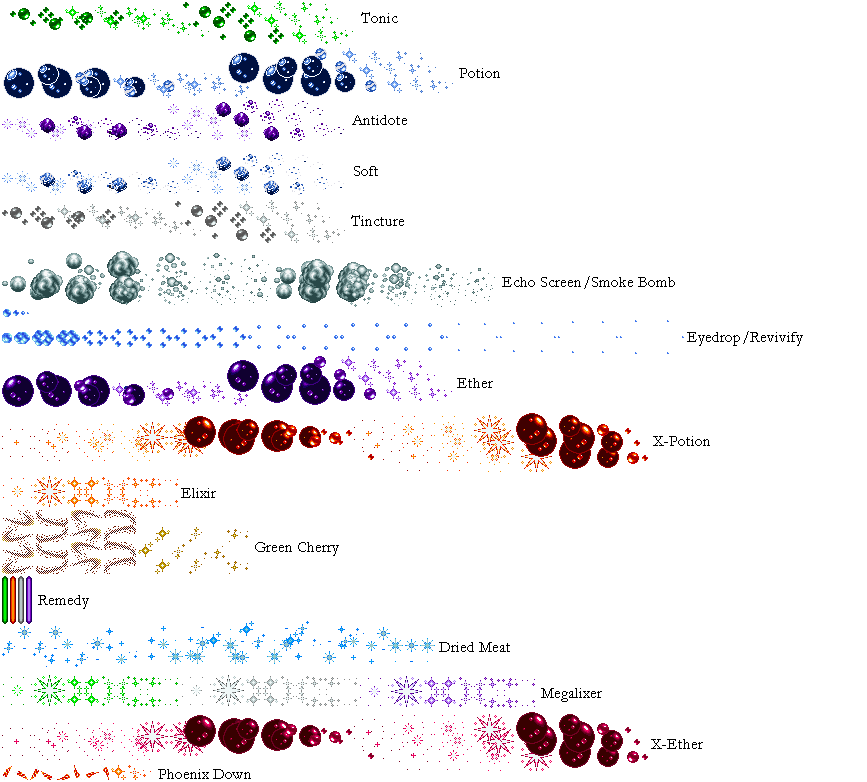 Tonic
Potion
Antidote
Soft
Tincture
Echo Screen/Smoke Bomb
Eyedrop/Revivify
Ether
X-Potion
Elixir
Green Cherry
Remedy
Dried Meat
Megalixer
X-Ether
Phoenix Down